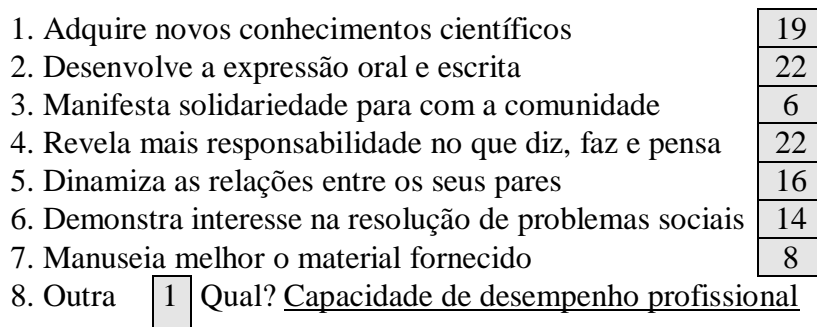 1. Adquire novos conhecimentos científicos 19
2. Desenvolve a expressão oral e escrita 22
3. Manifesta solidariedade para com a comunidade 6
4. Revela mais responsabilidade no que diz, faz e pensa 22
5. Dinamiza as relações entre os seus pares 16
6. Demonstra interesse na resolução de problemas sociais 14
7. Manuseia melhor o material fornecido 8
8. Outra 1 Qual? Capacidade de desempenho profissional